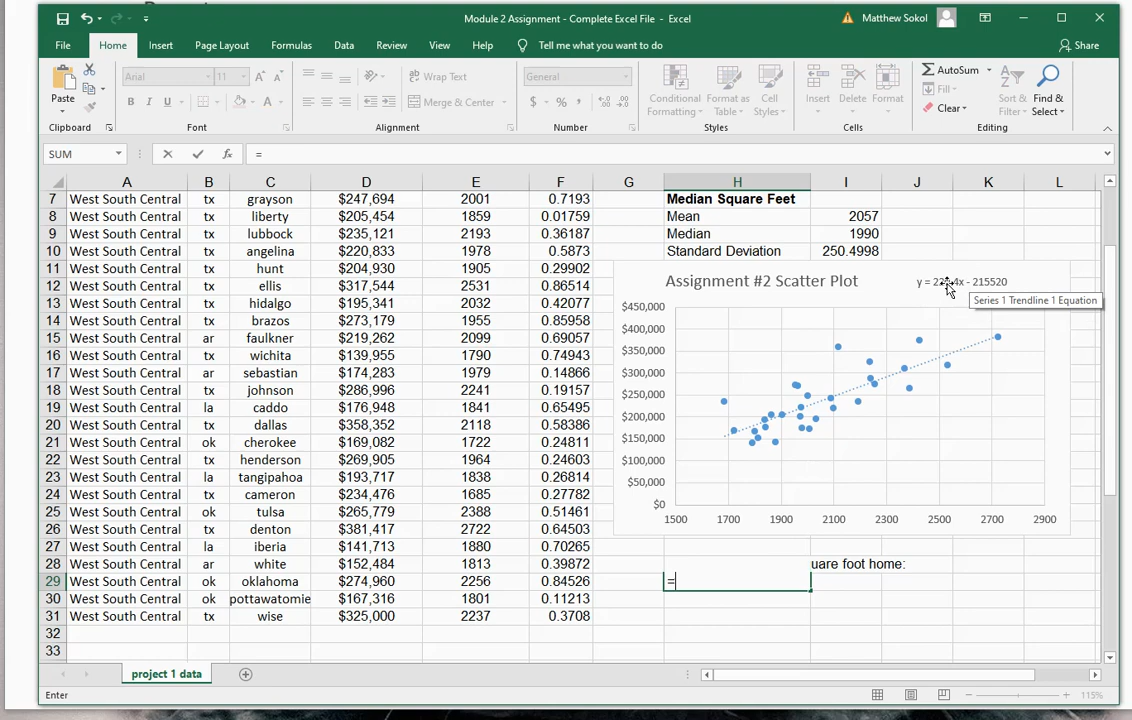 Module 2 Assignment - Complete Excel File - Excel
Matthew Sokol
File Home Insert Page Layout Formulas Data Review View Help Tell me what you want to do Share
Paste
Arial 11
B I U
Wrap Text
Merge & Center
General
$ % ,
Conditional Formatting
Format as Table
Cell Styles
Insert Delete Format
AutoSum
Fill
Clear
Sort & Filter
Find & Select
Clipboard Font Alignment Number Styles Cells Editing
SUM =
A B C D E F G H I J K L
7 West South Central tx grayson $247,694 2001 0.7193 Median Square Feet
8 West South Central tx liberty $205,454 1859 0.01759 Mean 2057
9 West South Central tx lubbock $235,121 2193 0.36187 Median 1990
10 West South Central tx angelina $220,833 1978 0.5873 Standard Deviation 250.4998
11 West South Central tx hunt $204,930 1905 0.29902
12 West South Central tx ellis $317,544 2531 0.86514
13 West South Central tx hidalgo $195,341 2032 0.42077
14 West South Central tx brazos $273,179 1955 0.85958
15 West South Central ar faulkner $219,262 2099 0.69057
16 West South Central tx wichita $139,955 1790 0.74943
17 West South Central ar sebastian $174,283 1979 0.14866
18 West South Central tx johnson $286,996 2241 0.19157
19 West South Central la caddo $176,948 1841 0.65495
20 West South Central tx dallas $358,352 2118 0.58386
21 West South Central ok cherokee $169,082 1722 0.24811
22 West South Central tx henderson $269,905 1964 0.24603
23 West South Central la tangipahoa $193,717 1838 0.26814
24 West South Central tx cameron $234,476 1685 0.27782
25 West South Central ok tulsa $265,779 2388 0.51461
26 West South Central tx denton $381,417 2722 0.64503
27 West South Central la iberia $141,713 1880 0.70265
28 West South Central ar white $152,484 1813 0.39872 uare foot home:
29 West South Central ok oklahoma $274,960 2256 0.84526 =
30 West South Central ok pottawatomie $167,316 1801 0.11213
31 West South Central tx wise $325,000 2237 0.3708
32
33
Assignment #2 Scatter Plot
y = - 215520
Series 1 Trendline 1 Equation
$450,000
$400,000
$350,000
$300,000
$250,000
$200,000
$150,000
$100,000
$50,000
$0
1500 1700 1900 2100 2300 2500 2700 2900
project 1 data
Enter
115%